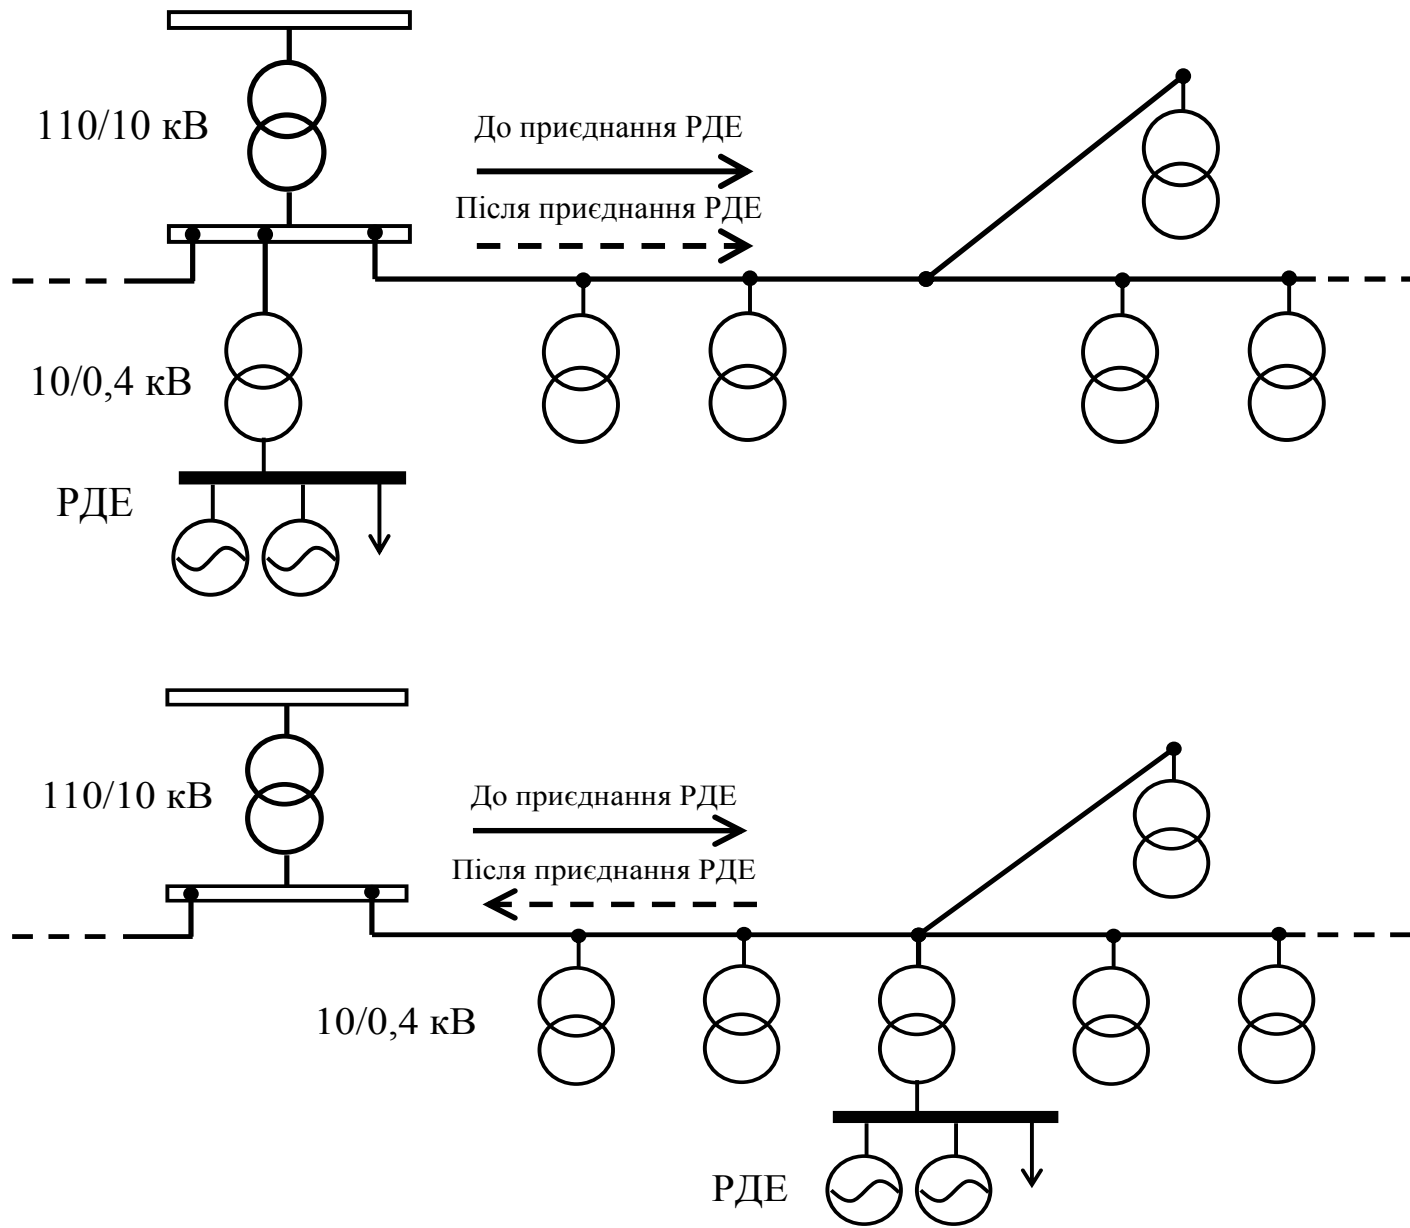 110/10 кВ
До приєднання РДЕ
Після приєднання РДЕ
10/0,4 кВ
РДЕ
110/10 кВ
До приєднання РДЕ
Після приєднання РДЕ
10/0,4 кВ
РДЕ